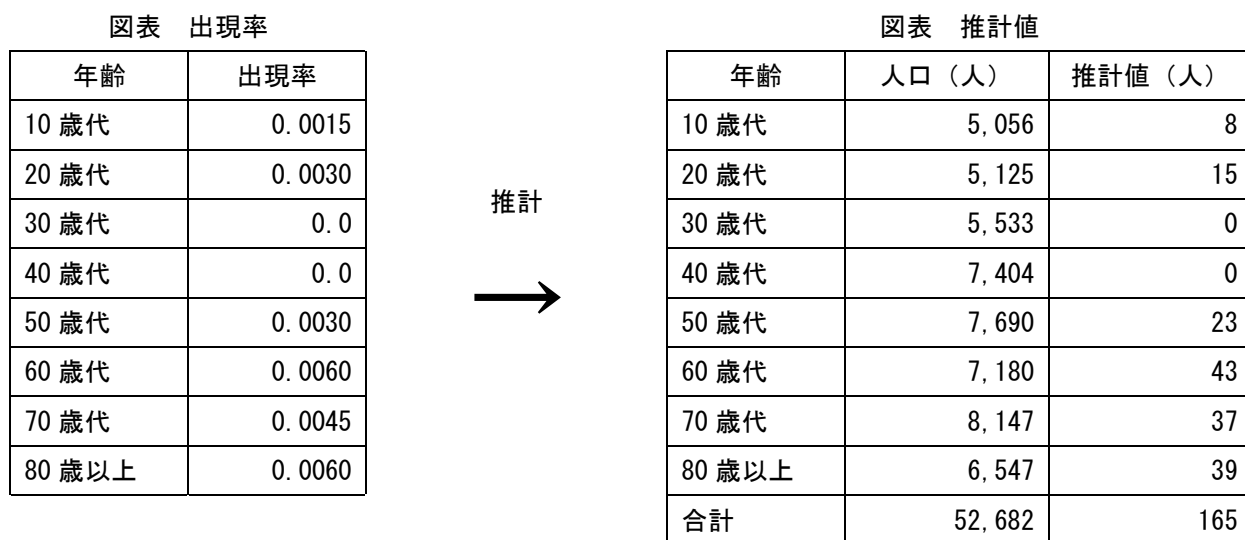 図表　出現率
年齢 出現率
10 歳代 0.0015
20 歳代 0.0030
30 歳代 0.0
40 歳代 0.0
50 歳代 0.0030
60 歳代 0.0060
70 歳代 0.0045
80 歳以上 0.0060
推計
→
図表　推計値
年齢 人口（人） 推計値（人）
10 歳代 5,056 8
20 歳代 5,125 15
30 歳代 5,533 0
40 歳代 7,404 0
50 歳代 7,690 23
60 歳代 7,180 43
70 歳代 8,147 37
80 歳以上 6,547 39
合計 52,682 165